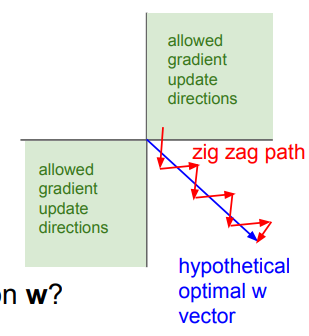 allowed
gradient
update
directions
zig zag path
allowed
gradient
update
directions
hypothetical
optimal w
vector
on w?